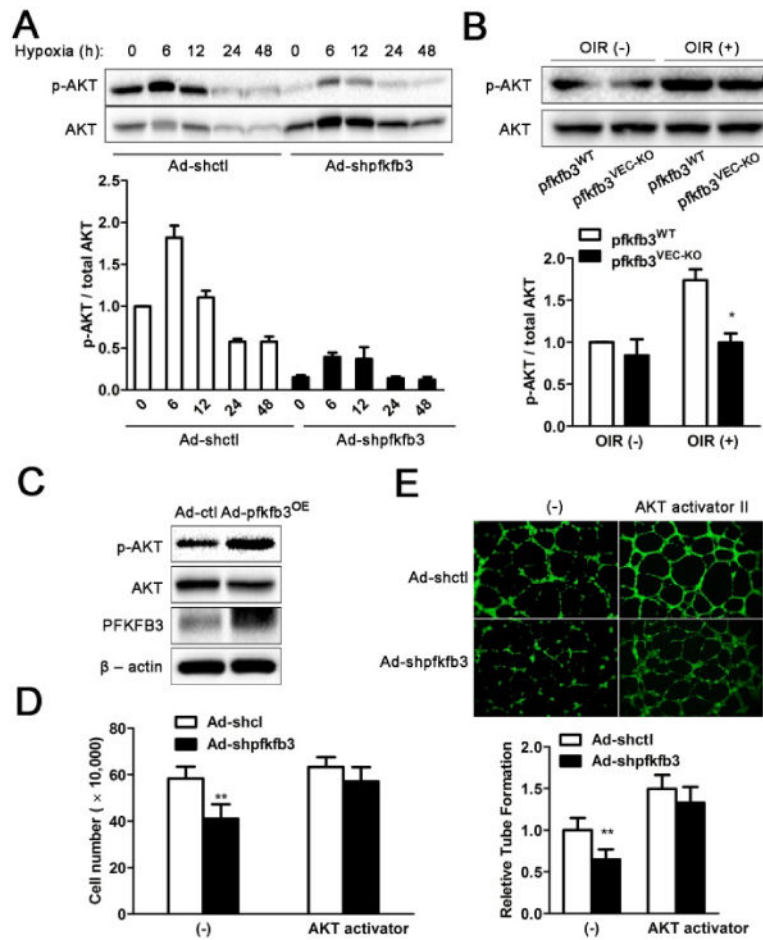 A
Hypoxia (h): 0 6 12 24 48 0 6 12 24 48
p-AKT
AKT
Ad-shctl Ad-shpfkfb3
p-AKT / total AKT
2.5
2.0
1.5
1.0
0.5
0.0
0 6 12 24 48 0 6 12 24 48
Ad-shctl Ad-shpfkfb3
B
OIR (-) OIR (+)
p-AKT
AKT
pfkfb3WT pfkfb3VEC-KO pfkfb3WT pfkfb3VEC-KO
pfkfb3WT
pfkfb3VEC-KO
p-AKT / total AKT
2.0
1.5
1.0
0.5
0.0
*
OIR (-) OIR (+)
C
Ad-ctl Ad-pfkfb3OE
p-AKT
AKT
PFKFB3
β – actin
D
Ad-shcl
Ad-shpfkfb3
Cell number ( × 10,000)
80
60
40
20
0
**
(-) AKT activator
E
(-) AKT activator II
Ad-shctl
Ad-shpfkfb3
Ad-shctl
Ad-shpfkfb3
Reletive Tube Formation
2.0
1.5
1.0
0.5
0.0
**
(-) AKT activator